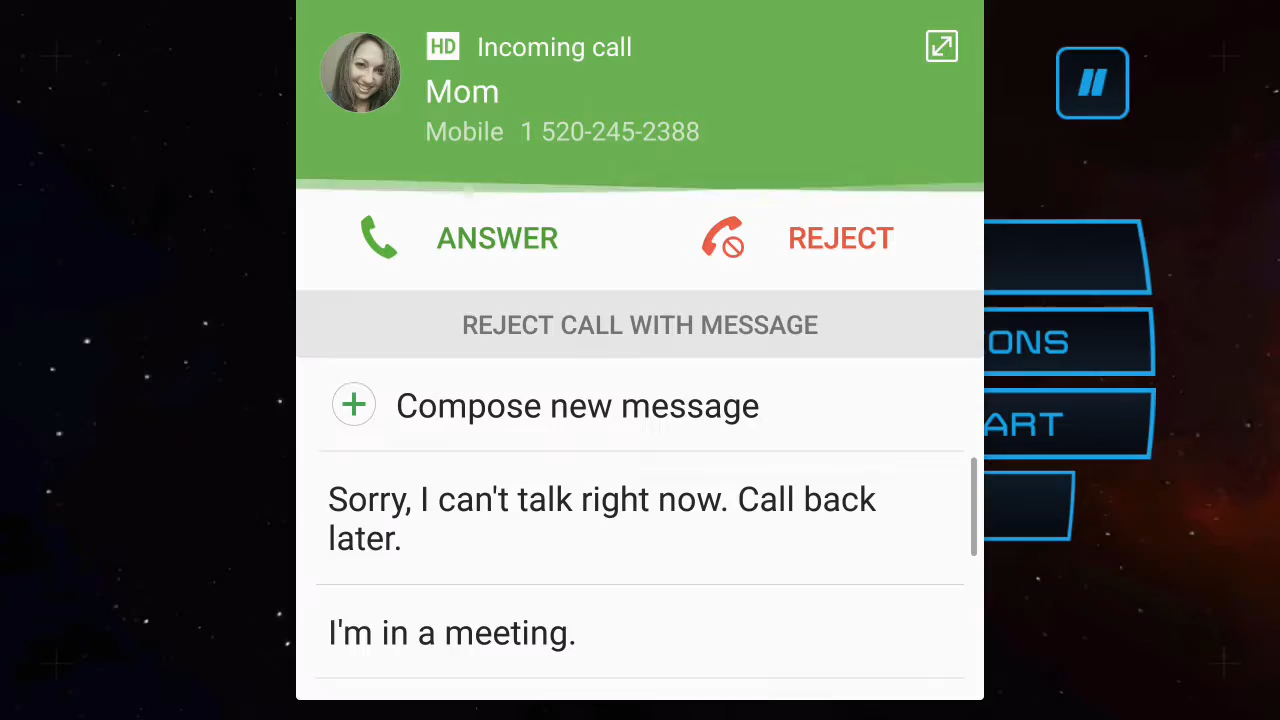 HD Incoming call
Mom
Mobile 1 520-245-2388
ANSWER REJECT
REJECT CALL WITH MESSAGE
ONS
Compose new message
ART
Sorry, I can't talk right now. Call back
later.
I'm in a meeting.